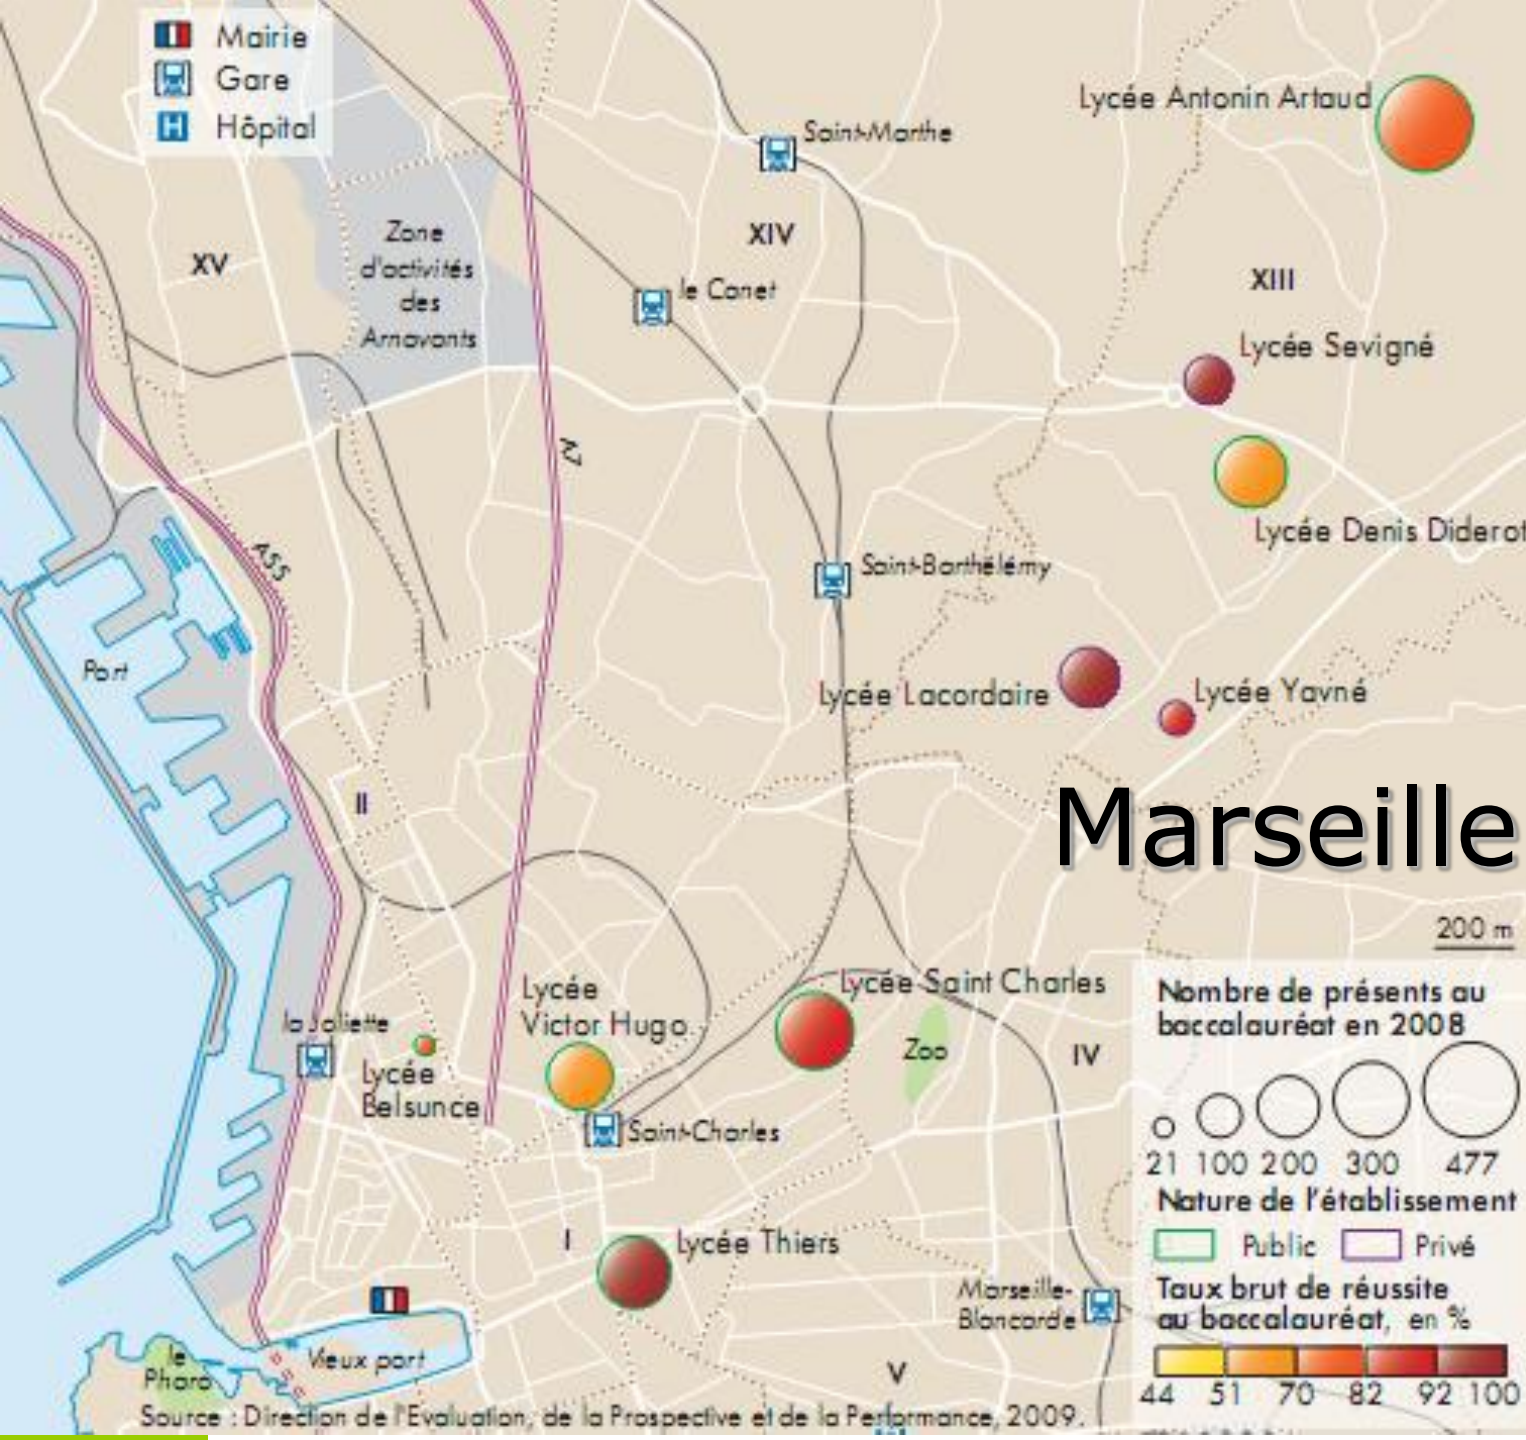 Mairie
Gare
Hôpital
Lycée Antonin Artaud
Saint-Marthe
XIV
Zone
d'activités
des
Arnavants
XV
XIII
le Canet
Lycée Sevigné
A7
Lycée Denis Diderot
A55
Saint-Barthélémy
Port
Lycée Lacordaire
Lycée Yavné
II
Marseille
200 m
Lycée
Victor Hugo
Lycée Saint Charles
la Joliette
Zoo
IV
Lycée
Belsunce
Saint-Charles
I
Lycée Thiers
Marseille-
Blancarde
Vieux port
le
Pharo
V
Nombre de présents au
baccalauréat en 2008
21 100 200 300 477
Nature de l'établissement
Public Privé
Taux brut de réussite
au baccalauréat, en %
44 51 70 82 92 100
Source : Direction de l'Evaluation, de la Prospective et de la Performance, 2009.